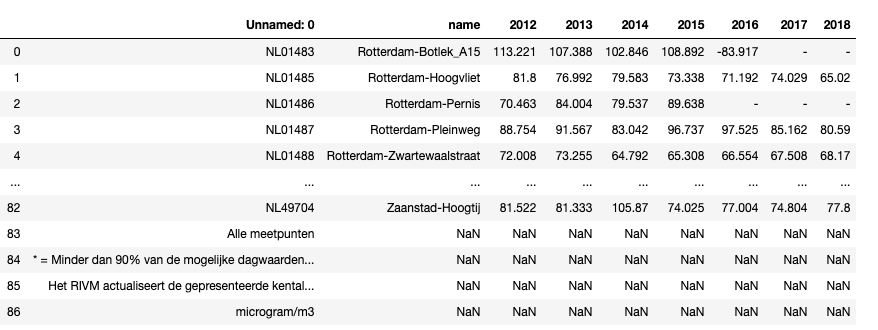 Unnamed: 0 name 2012 2013 2014 2015 2016 2017 2018
0 NL01483 Rotterdam-Botlek_A15 113.221 107.388 102.846 108.892 -83.917 - -
1 NL01485 Rotterdam-Hoogvliet 81.8 76.992 79.583 73.338 71.192 74.029 65.02
2 NL01486 Rotterdam-Pernis 70.463 84.004 79.537 89.638 - - -
3 NL01487 Rotterdam-Pleinweg 88.754 91.567 83.042 96.737 97.525 85.162 80.59
4 NL01488 Rotterdam-Zwartewaalstraat 72.008 73.255 64.792 65.308 66.554 67.508 68.17
... ... ... ... ... ... ... ... ... ...
82 NL49704 Zaanstad-Hoogtij 81.522 81.333 105.87 74.025 77.004 74.804 77.8
83 Alle meetpunten NaN NaN NaN NaN NaN NaN NaN NaN
84 * = Minder dan 90% van de mogelijke dagwaarden... NaN NaN NaN NaN NaN NaN NaN NaN
85 Het RIVM actualiseert de gepresenteerde kental... NaN NaN NaN NaN NaN NaN NaN NaN
86 microgram/m3 NaN NaN NaN NaN NaN NaN NaN NaN